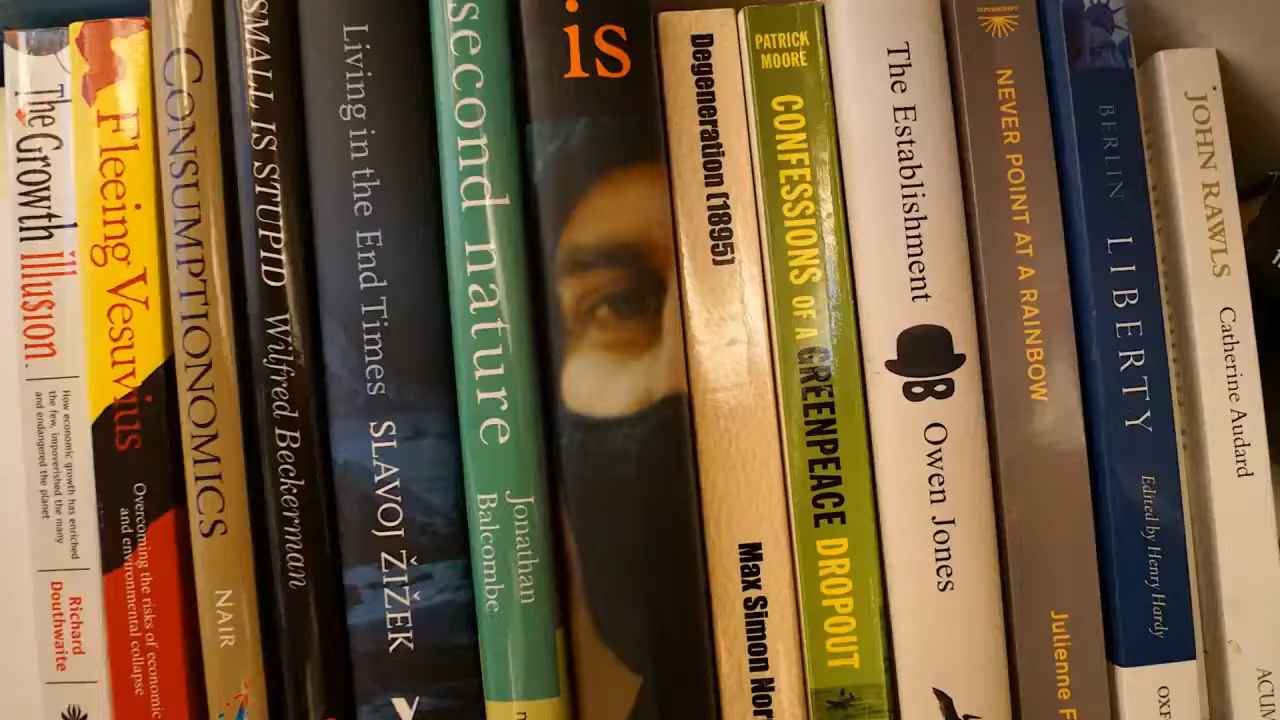 The Growth Illusion.
How economic growth has enriched
the few, impoverished the many
and endangered the planet
Richard
Douthwaite
Fleeing Vesuvius
Overcoming the risks of economic
and environmental collapse
CONSUMPTIONOMICS
NAIR
SMALL IS STUPID Wilfred Beckerman
Living in the End Times SLAVOJ ŽIŽEK
second nature
Jonathan
Balcombe
is
Degeneration (1895)
Max Simon Nor
PATRICK
MOORE
CONFESSIONS OF A GREENPEACE DROPOUT
The Establishment
Owen Jones
NEVER POINT AT A RAINBOW
Julienne F
BERLIN LIBERTY
Edited by Henry Hardy
OXF
JOHN RAWLS
Catherine Audard
ACUM